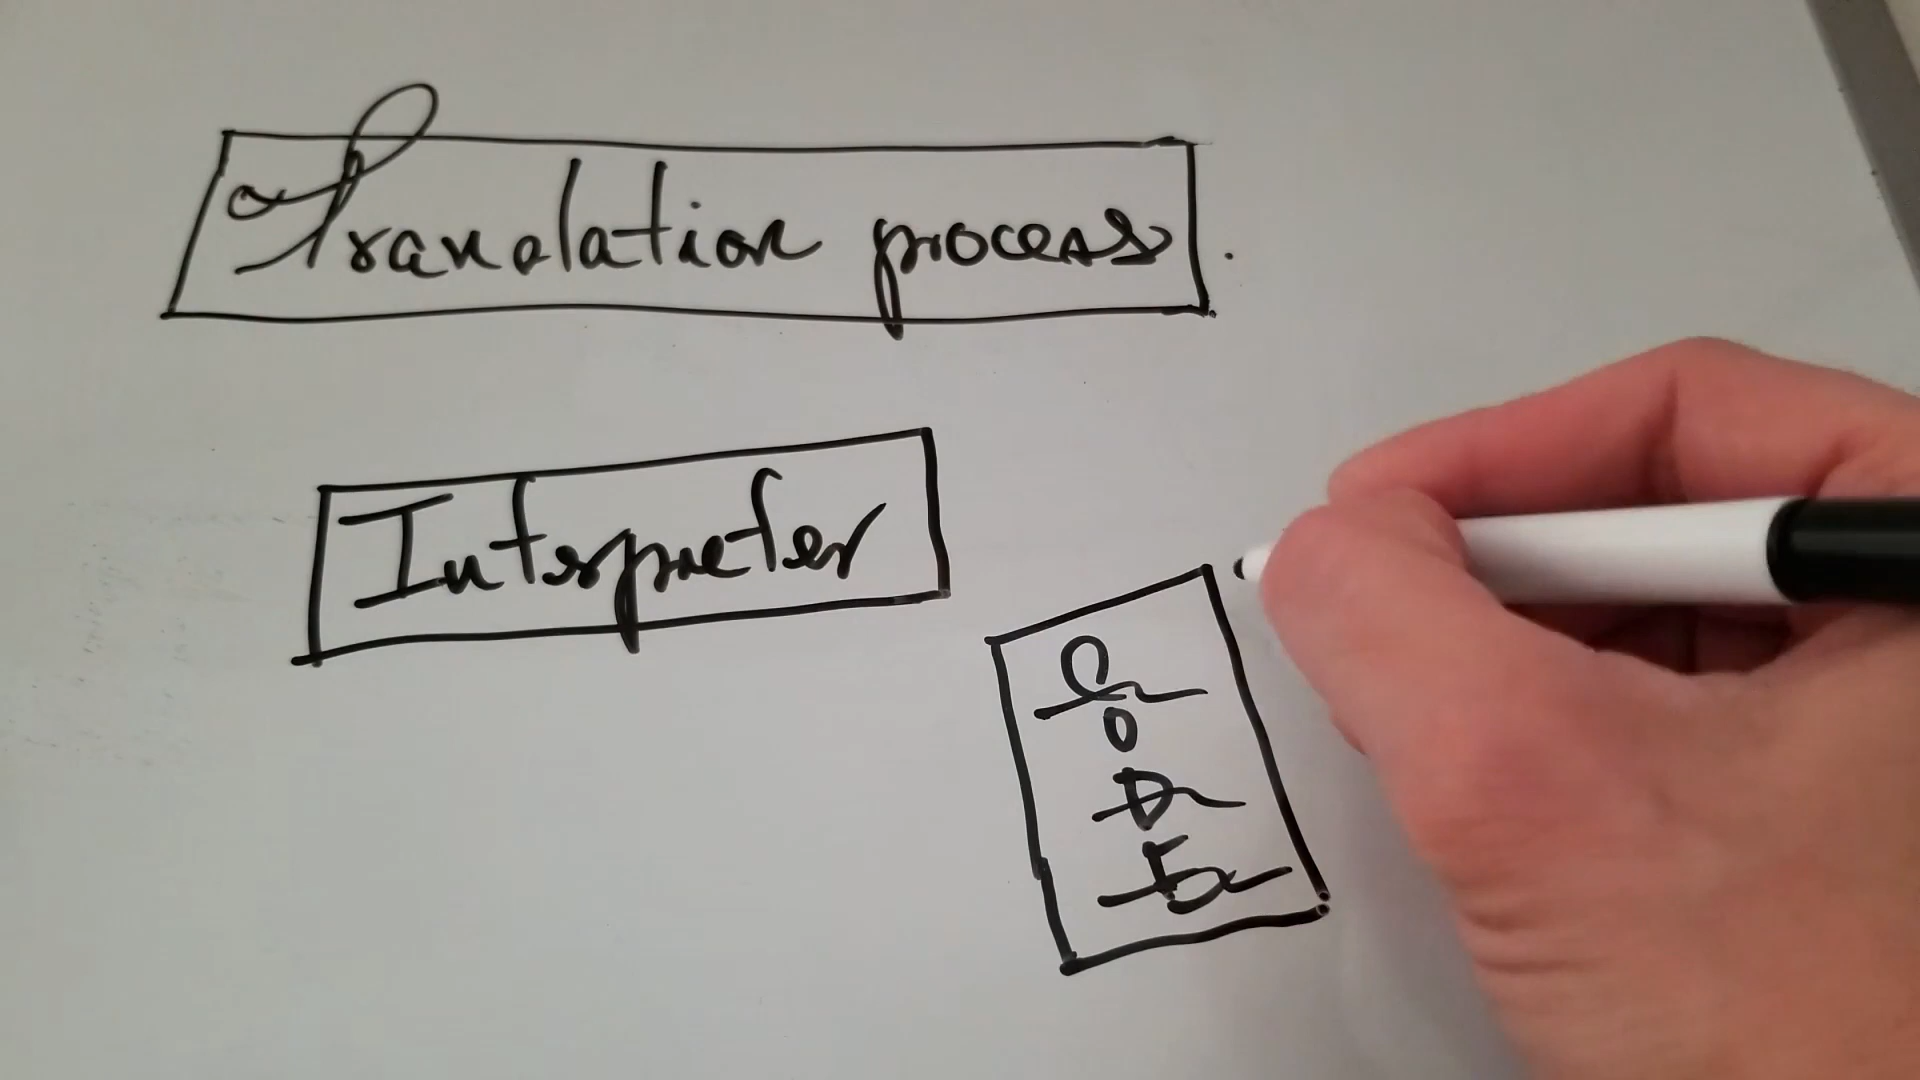 Translation process.
Interpreter
C
O
D
E